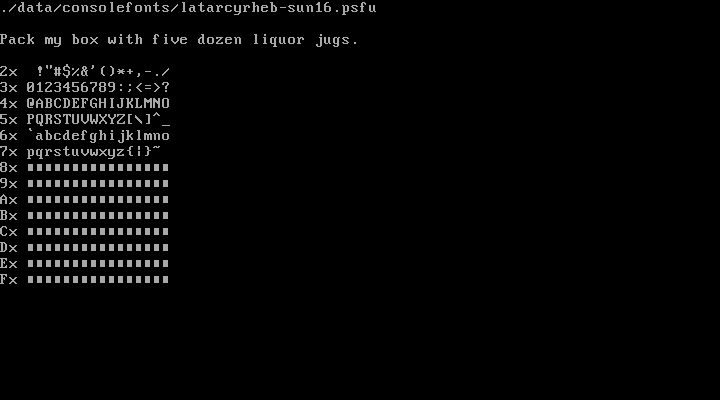 ./data/consolefonts/latarcyrheb-sun16.psfu
Pack my box with five dozen liquor jugs.
2x  !"#$%&'()*+,-./
3x 0123456789:;<=>?
4x @ABCDEFGHIJKLMNO
5x PQRSTUVWXYZ[\]^_
6x `abcdefghijklmno
7x pqrstuvwxyz{|}~
8x ▮▮▮▮▮▮▮▮▮▮▮▮▮▮▮▮
9x ▮▮▮▮▮▮▮▮▮▮▮▮▮▮▮▮
Ax ▮▮▮▮▮▮▮▮▮▮▮▮▮▮▮▮
Bx ▮▮▮▮▮▮▮▮▮▮▮▮▮▮▮▮
Cx ▮▮▮▮▮▮▮▮▮▮▮▮▮▮▮▮
Dx ▮▮▮▮▮▮▮▮▮▮▮▮▮▮▮▮
Ex ▮▮▮▮▮▮▮▮▮▮▮▮▮▮▮▮
Fx ▮▮▮▮▮▮▮▮▮▮▮▮▮▮▮▮